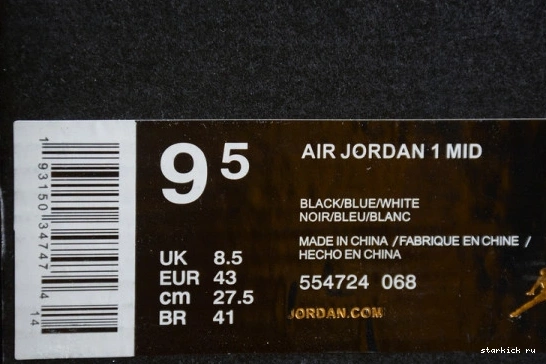 1 93150 34747 4
14
9 5
UK 8.5
EUR 43
cm 27.5
BR 41
AIR JORDAN 1 MID
BLACK/BLUE/WHITE
NOIR/BLEU/BLANC
MADE IN CHINA / FABRIQUE EN CHINE /
HECHO EN CHINA
554724 068
JORDAN.COM
starkick ru